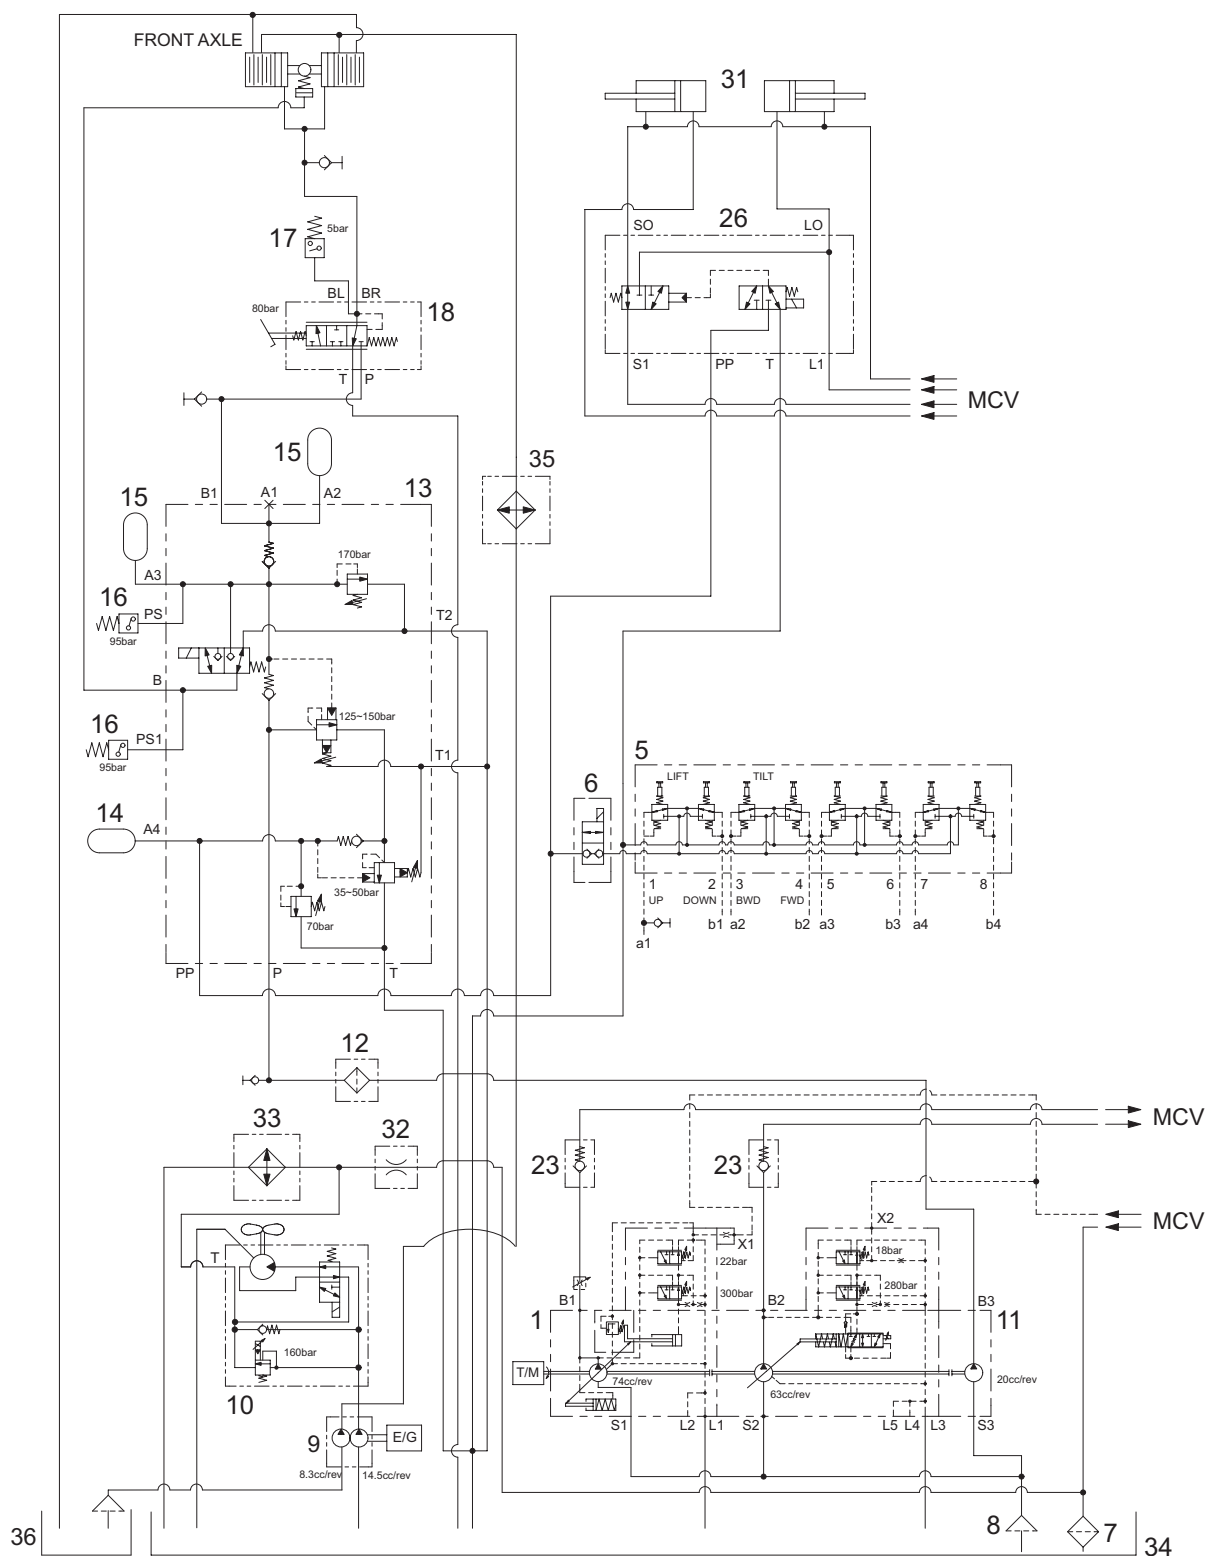 FRONT AXLE
31
SO
26
LO
17
5bar
BL
BR
80bar
18
T
P
S1
PP
T
L1
MCV
15
35
15
B1
A1
A2
13
170bar
A3
16
PS
95bar
T2
B
125~150bar
16
PS1
95bar
T1
5
LIFT
TILT
6
14
A4
35~50bar
70bar
1
2
3
4
5
6
7
8
UP
DOWN
BWD
FWD
b1
a2
b2
a3
b3
a4
b4
a1
PP
P
T
12
33
32
MCV
23
23
MCV
X1
X2
22bar
18bar
T
300bar
280bar
B1
B2
B3
1
11
160bar
T/M
74cc/rev
63cc/rev
20cc/rev
10
S1
L2
L1
S2
L5
L4
L3
S3
9
E/G
8.3cc/rev
14.5cc/rev
36
8
7
34